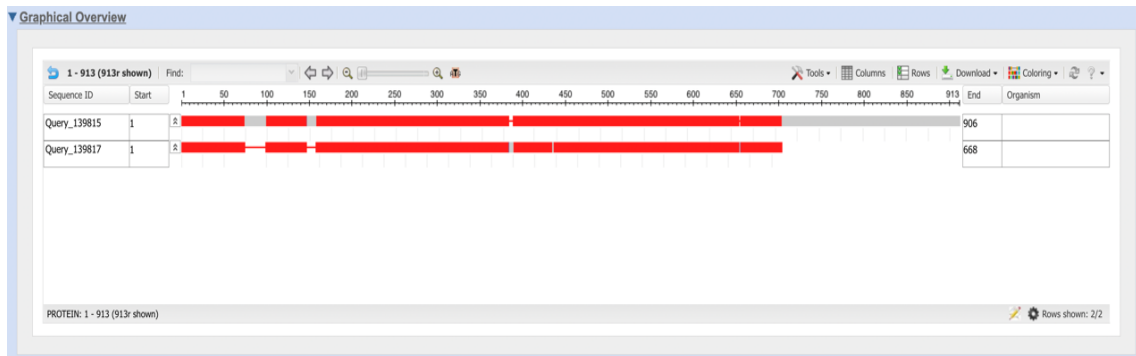 Graphical Overview
1 - 913 (913r shown) Find: Tools Columns Rows Download Coloring ?
Sequence ID Start 1 50 100 150 200 250 300 350 400 450 500 550 600 650 700 750 800 850 913 End Organism
Query_139815 1 906
Query_139817 1 668
PROTEIN: 1 - 913 (913r shown) Rows shown: 2/2